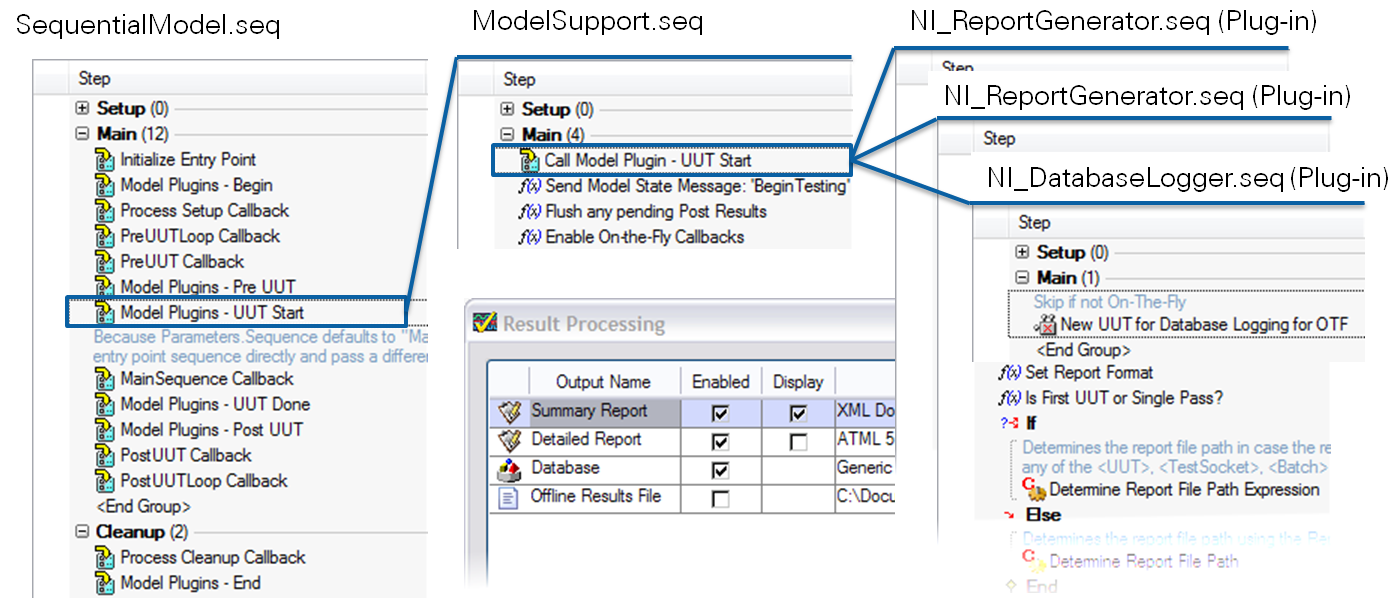 SequentialModel.seq
Step
Setup (0)
Main (12)
Initialize Entry Point
Model Plugins - Begin
Process Setup Callback
PreUUTLoop Callback
PreUUT Callback
Model Plugins - Pre UUT
Model Plugins - UUT Start
Because Parameters.Sequence defaults to "Ma
entry point sequence directly and pass a differe
MainSequence Callback
Model Plugins - UUT Done
Model Plugins - Post UUT
PostUUT Callback
PostUUTLoop Callback
<End Group>
Cleanup (2)
Process Cleanup Callback
Model Plugins - End
ModelSupport.seq
Step
Setup (0)
Main (4)
Call Model Plugin - UUT Start
f(x) Send Model State Message: 'BeginTesting'
f(x) Flush any pending Post Results
f(x) Enable On-the-Fly Callbacks
Result Processing
Output Name Enabled Display
Summary Report XML Do
Detailed Report ATML 5
Database Generic
Offline Results File C:\Docu
NI_ReportGenerator.seq (Plug-in)
Step
NI_ReportGenerator.seq (Plug-in)
Step
NI_DatabaseLogger.seq (Plug-in)
Step
Setup (0)
Main (1)
Skip if not On-The-Fly
New UUT for Database Logging for OTF
<End Group>
f(x) Set Report Format
f(x) Is First UUT or Single Pass?
If
Determines the report file path in case the re
any of the <UUT>, <TestSocket>, <Batch>
Determine Report File Path Expression
Else
Determines the report file path using the Re
Determine Report File Path
End